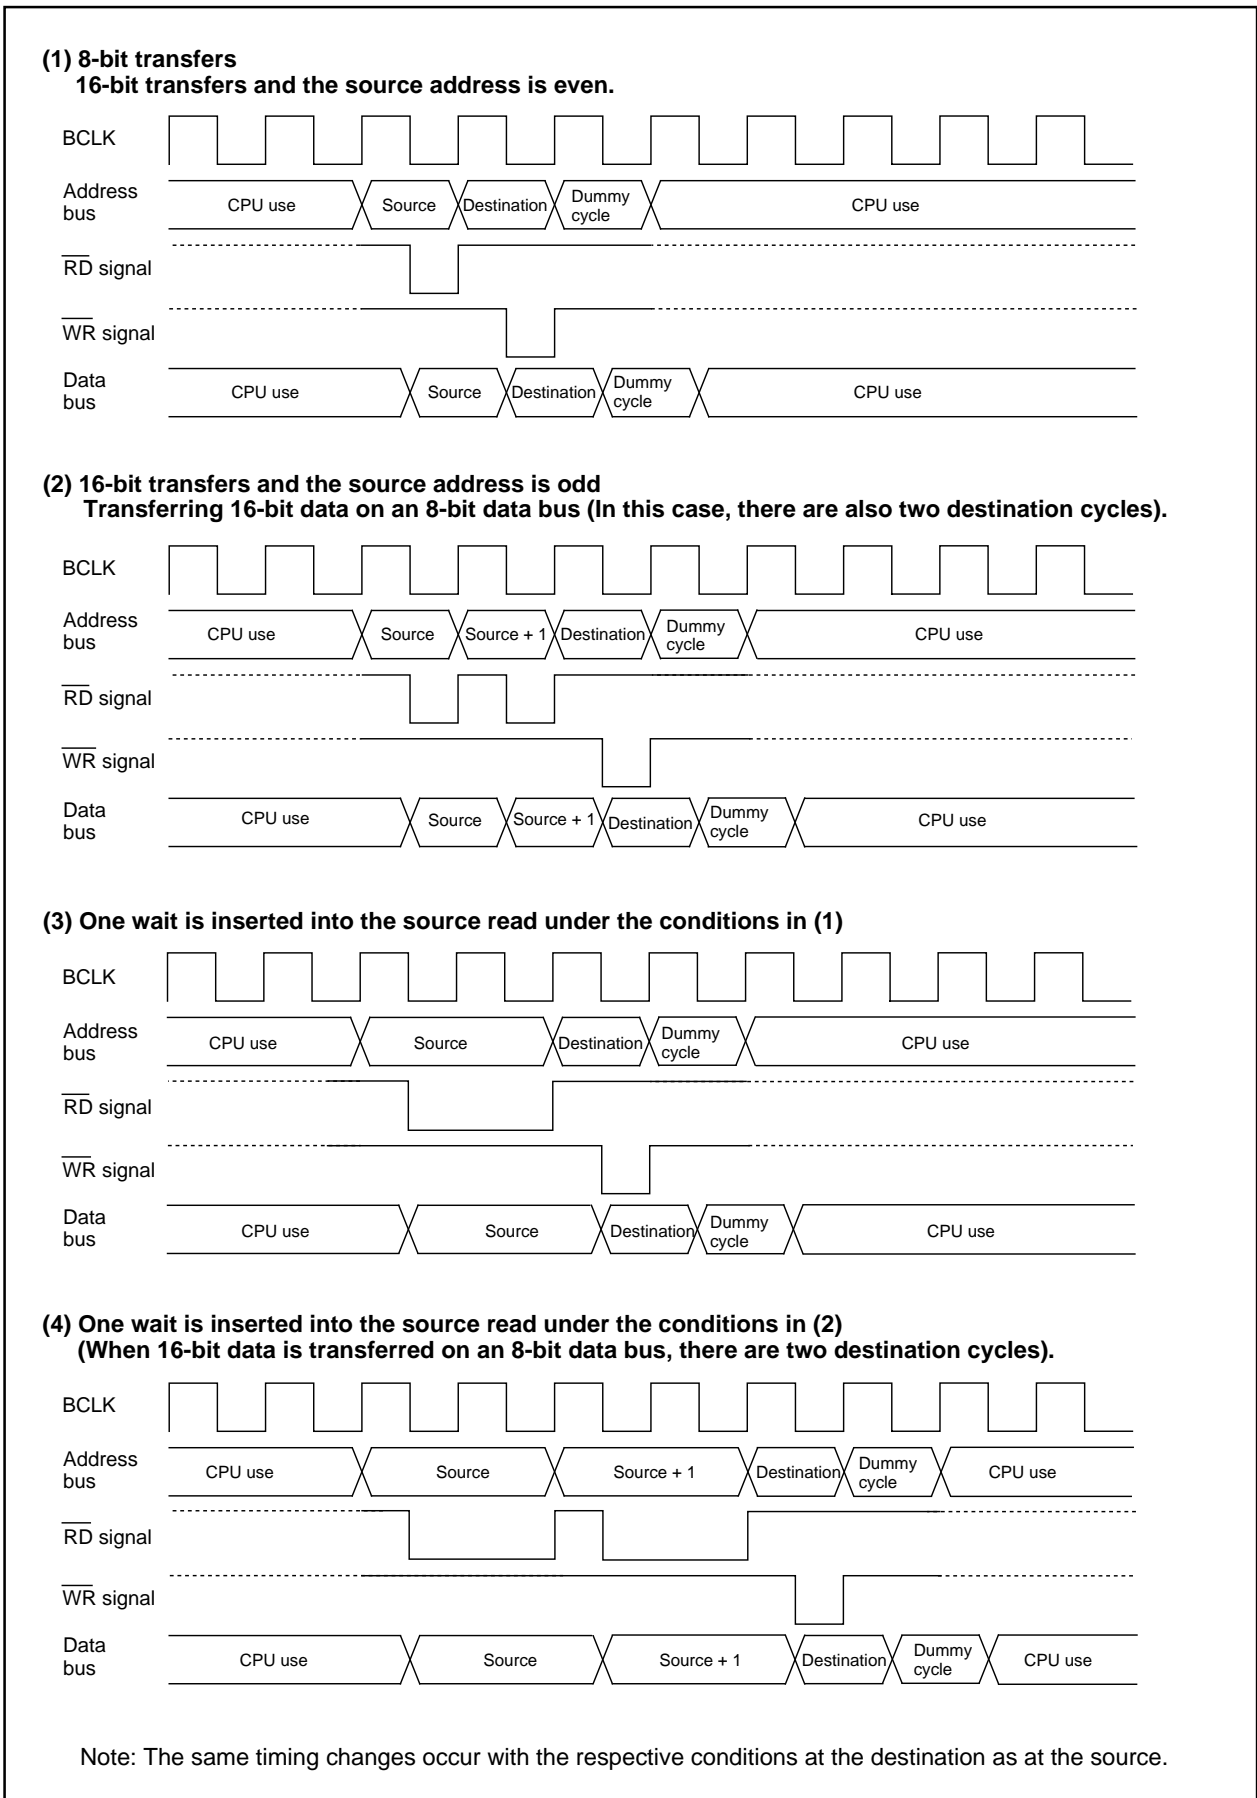 (1) 8-bit transfers
16-bit transfers and the source address is even.
BCLK
Address
bus
CPU use
Source
Destination
Dummy
cycle
CPU use
RD signal
WR signal
Data
bus
CPU use
Source
Destination
Dummy
cycle
CPU use
(2) 16-bit transfers and the source address is odd
Transferring 16-bit data on an 8-bit data bus (In this case, there are also two destination cycles).
BCLK
Address
bus
CPU use
Source
Source + 1
Destination
Dummy
cycle
CPU use
RD signal
WR signal
Data
bus
CPU use
Source
Source + 1
Destination
Dummy
cycle
CPU use
(3) One wait is inserted into the source read under the conditions in (1)
BCLK
Address
bus
CPU use
Source
Destination
Dummy
cycle
CPU use
RD signal
WR signal
Data
bus
CPU use
Source
Destination
Dummy
cycle
CPU use
(4) One wait is inserted into the source read under the conditions in (2)
(When 16-bit data is transferred on an 8-bit data bus, there are two destination cycles).
BCLK
Address
bus
CPU use
Source
Source + 1
Destination
Dummy
cycle
CPU use
RD signal
WR signal
Data
bus
CPU use
Source
Source + 1
Destination
Dummy
cycle
CPU use
Note: The same timing changes occur with the respective conditions at the destination as at the source.